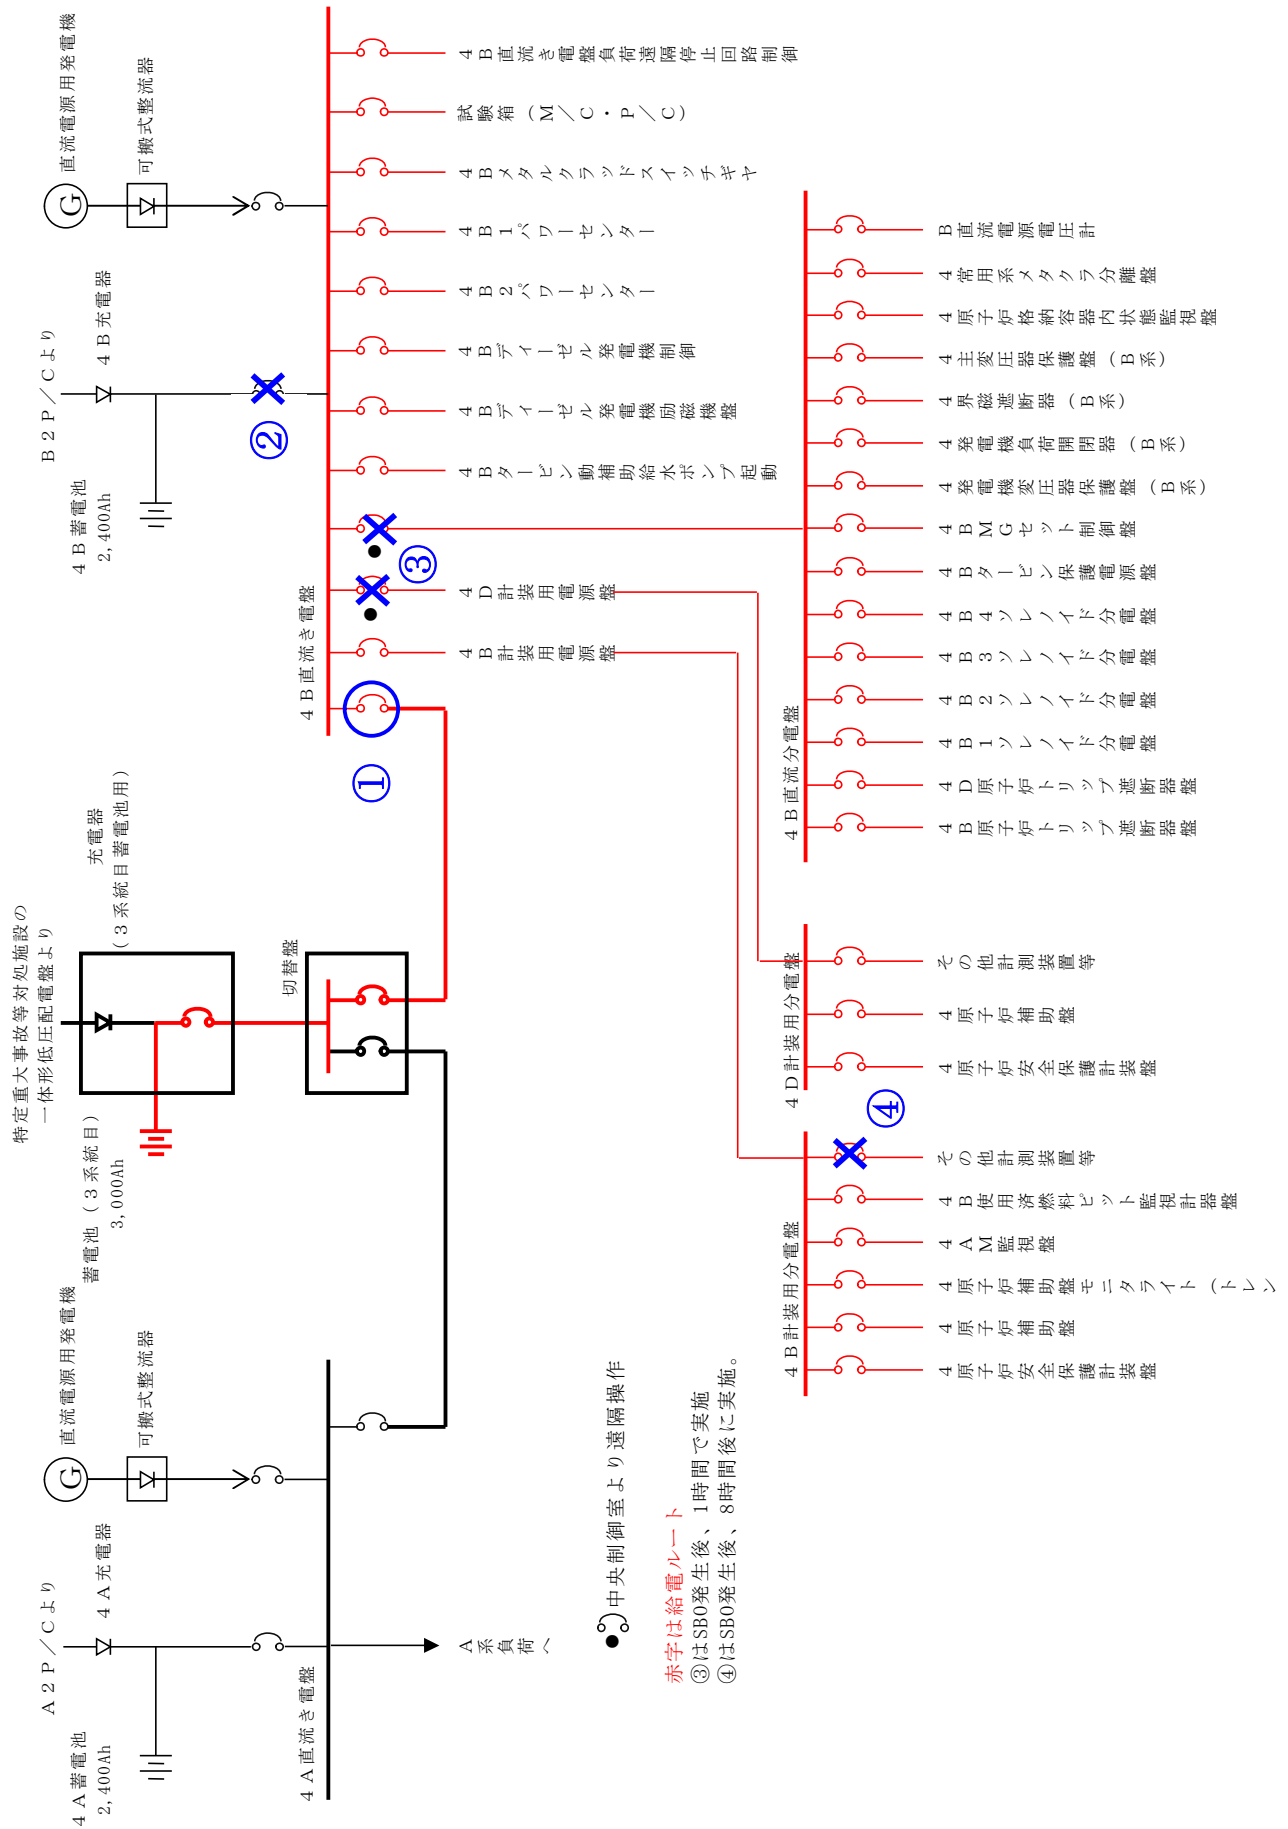 A2P/Cより
4A充電器
4A蓄電池
2,400Ah
G
直流電源用発電機
可搬式整流器
4A直流き電盤
A系負荷へ
特定重大事故等対処施設の
一体形低圧配電盤より
蓄電池(3系統目)
3,000Ah
充電器
(3系統目蓄電池用)
切替盤
B2P/Cより
4B充電器
4B蓄電池
2,400Ah
G
直流電源用発電機
可搬式整流器
②
4B直流き電盤
①
③
4B計装用電源盤
4D計装用電源盤
4Bタービン動補助給水ポンプ起動
4Bディーゼル発電機励磁機盤
4Bディーゼル発電機制御
4B2パワーセンター
4B1パワーセンター
4Bメタルクラッドスイッチギヤ
試験箱(M/C・P/C)
4B直流き電盤負荷遠隔停止回路制御
4B計装用分電盤
4原子炉安全保護計装盤
4原子炉補助盤
4原子炉補助盤モニタライト(トレン
4AM監視盤
4B使用済燃料ピット監視計器盤
その他計測装置等
④
4D計装用分電盤
4原子炉安全保護計装盤
4原子炉補助盤
その他計測装置等
4B直流分電盤
4B原子炉トリップ遮断器盤
4D原子炉トリップ遮断器盤
4B1ソレノイド分電盤
4B2ソレノイド分電盤
4B3ソレノイド分電盤
4B4ソレノイド分電盤
4Bタービン保護電源盤
4BMGセット制御盤
4発電機変圧器保護盤(B系)
4発電機負荷開閉器(B系)
4界磁遮断器(B系)
4主変圧器保護盤(B系)
4原子炉格納容器内状態監視盤
4常用系メタクラ分離盤
B直流電源電圧計
中央制御室より遠隔操作
赤字は給電ルート
③はSBO発生後、1時間で実施
④はSBO発生後、8時間後に実施。